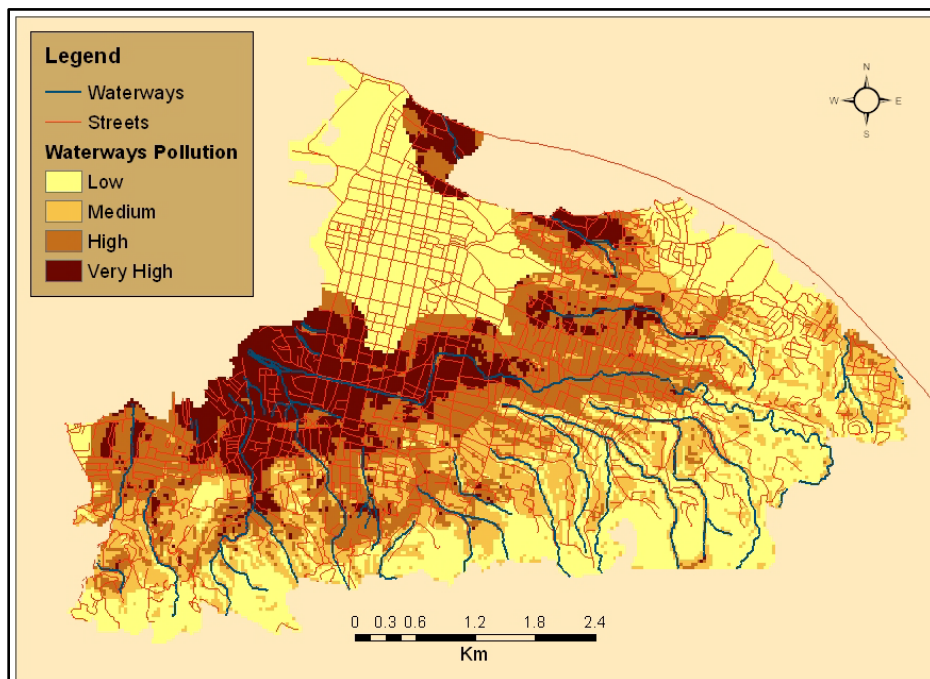 Legend
Waterways
Streets
Waterways Pollution
Low
Medium
High
Very High
N
W E
S
0 0.3 0.6 1.2 1.8 2.4
Km